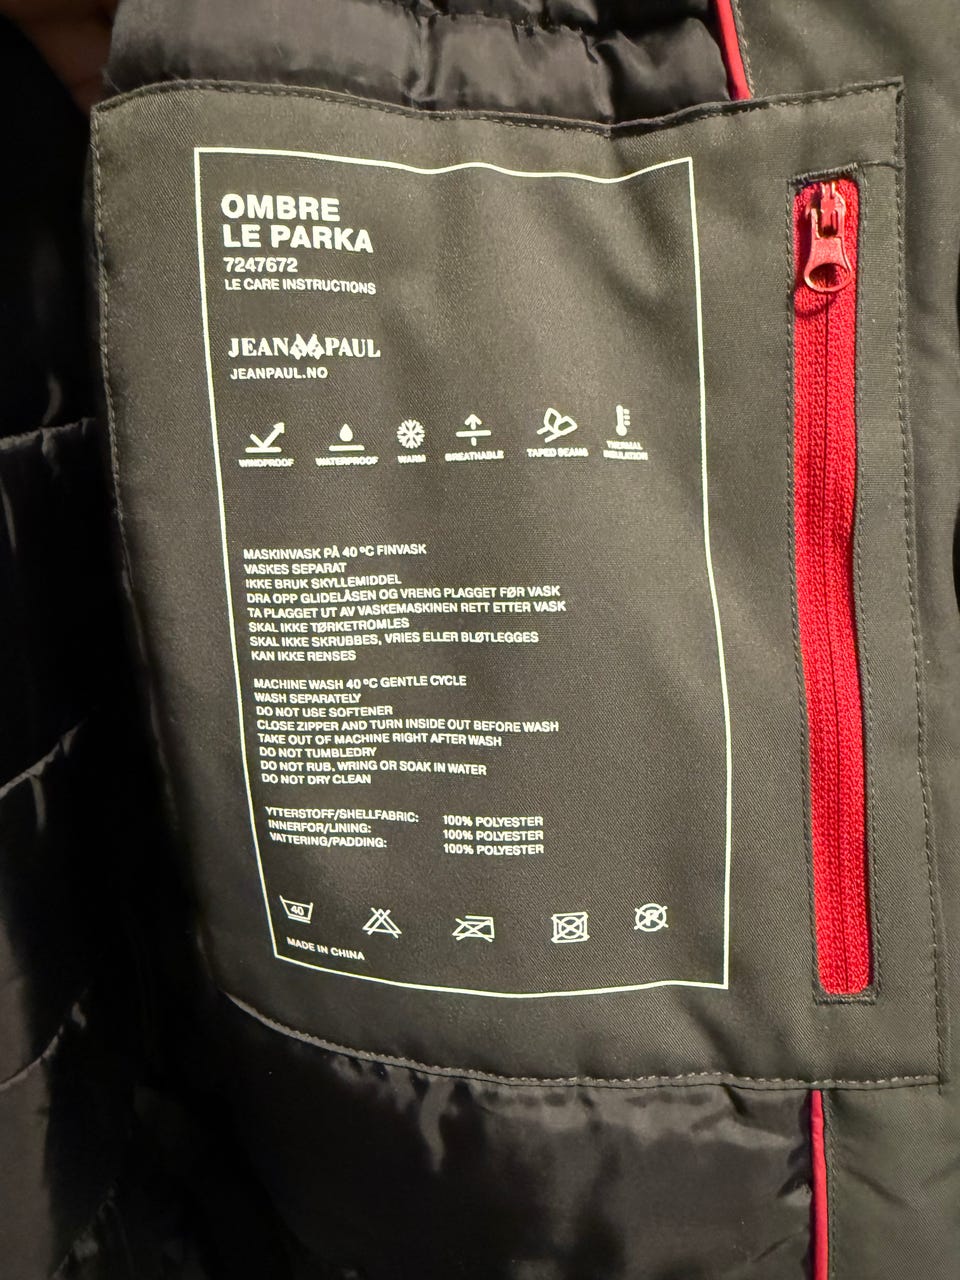 OMBRE
LE PARKA
7247672
LE CARE INSTRUCTIONS
JEAN PAUL
JEANPAUL.NO
WINDPROOF WATERPROOF WARM BREATHABLE TAPED SEAMS THERMAL INSULATION
MASKINVASK PÅ 40 °C FINVASK
VASKES SEPARAT
IKKE BRUK SKYLLEMIDDEL
DRA OPP GLIDELÅSEN OG VRENG PLAGGET FØR VASK
TA PLAGGET UT AV VASKEMASKINEN RETT ETTER VASK
SKAL IKKE TØRKETROMLES
SKAL IKKE SKRUBBES, VRIES ELLER BLØTLEGGES
KAN IKKE RENSES
MACHINE WASH 40 °C GENTLE CYCLE
WASH SEPARATELY
DO NOT USE SOFTENER
CLOSE ZIPPER AND TURN INSIDE OUT BEFORE WASH
TAKE OUT OF MACHINE RIGHT AFTER WASH
DO NOT TUMBLEDRY
DO NOT RUB, WRING OR SOAK IN WATER
DO NOT DRY CLEAN
YTTERSTOFF/SHELLFABRIC: 100% POLYESTER
INNERFOR/LINING: 100% POLYESTER
VATTERING/PADDING: 100% POLYESTER
40 P
MADE IN CHINA